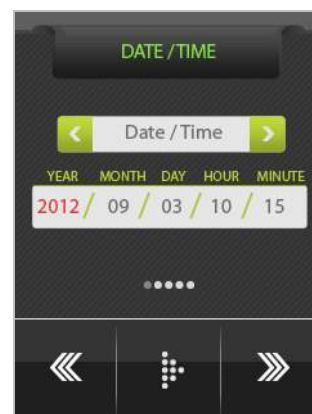 DATE / TIME
Date / Time
YEAR MONTH DAY HOUR MINUTE
2012 / 09 / 03 / 10 / 15